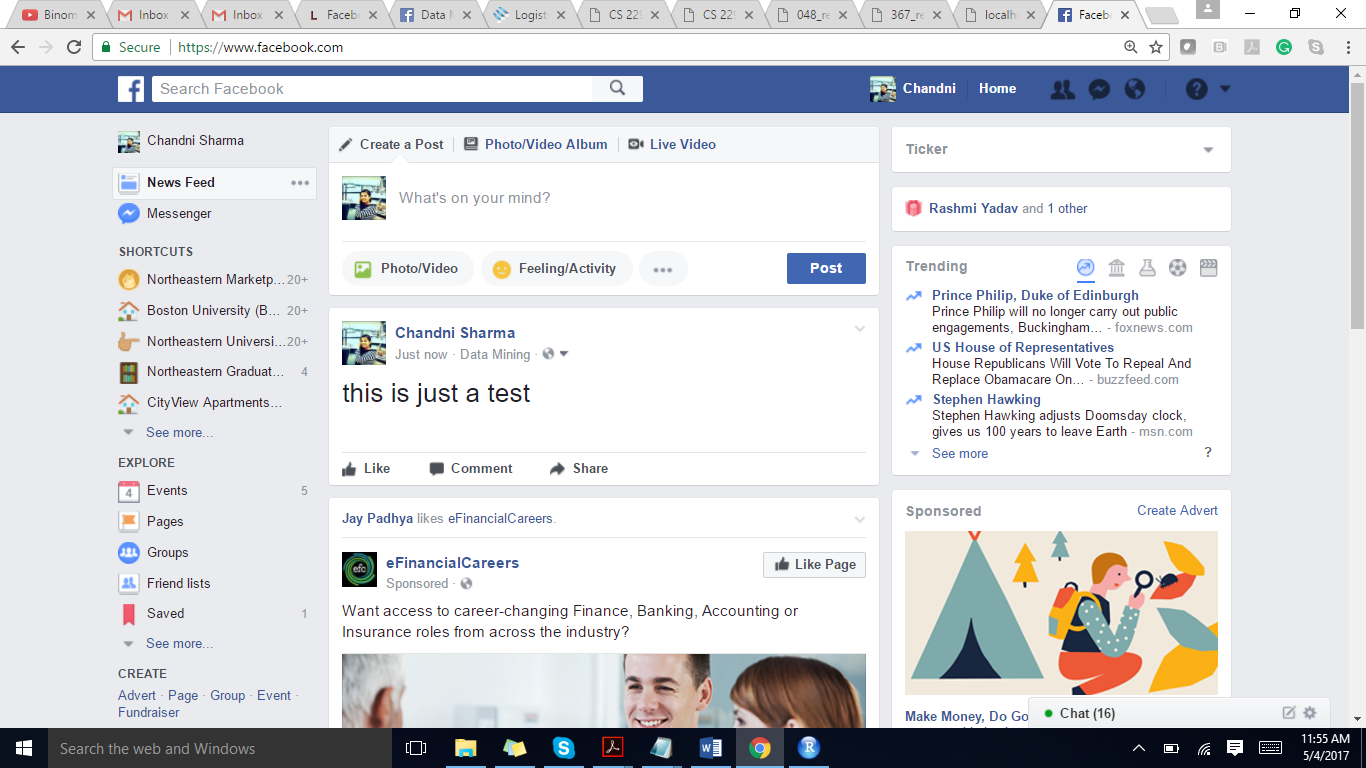 Binom
Inbox
Inbox
Faceb
Data M
Logist
CS 225
CS 22
048_re
367_re
localh
Faceb
Secure
https://www.facebook.com
Search Facebook
Chandni
Home
Chandni Sharma
News Feed
Messenger
SHORTCUTS
Northeastern Marketp... 20+
Boston University (B... 20+
Northeastern Universi... 20+
Northeastern Graduat... 4
CityView Apartments...
See more...
EXPLORE
Events 5
Pages
Groups
Friend lists
Saved 1
See more...
CREATE
Advert · Page · Group · Event ·
Fundraiser
Create a Post
Photo/Video Album
Live Video
What's on your mind?
Photo/Video
Feeling/Activity
Post
Chandni Sharma
Just now · Data Mining ·
this is just a test
Like
Comment
Share
Jay Padhya likes eFinancialCareers.
efc
eFinancialCareers
Sponsored ·
Like Page
Want access to career-changing Finance, Banking, Accounting or
Insurance roles from across the industry?
Ticker
Rashmi Yadav and 1 other
Trending
Prince Philip, Duke of Edinburgh
Prince Philip will no longer carry out public
engagements, Buckingham... - foxnews.com
US House of Representatives
House Republicans Will Vote To Repeal And
Replace Obamacare On... - buzzfeed.com
Stephen Hawking
Stephen Hawking adjusts Doomsday clock,
gives us 100 years to leave Earth - msn.com
See more
?
Sponsored
Create Advert
Make Money, Do Go
Chat (16)
Search the web and Windows
11:55 AM
5/4/2017